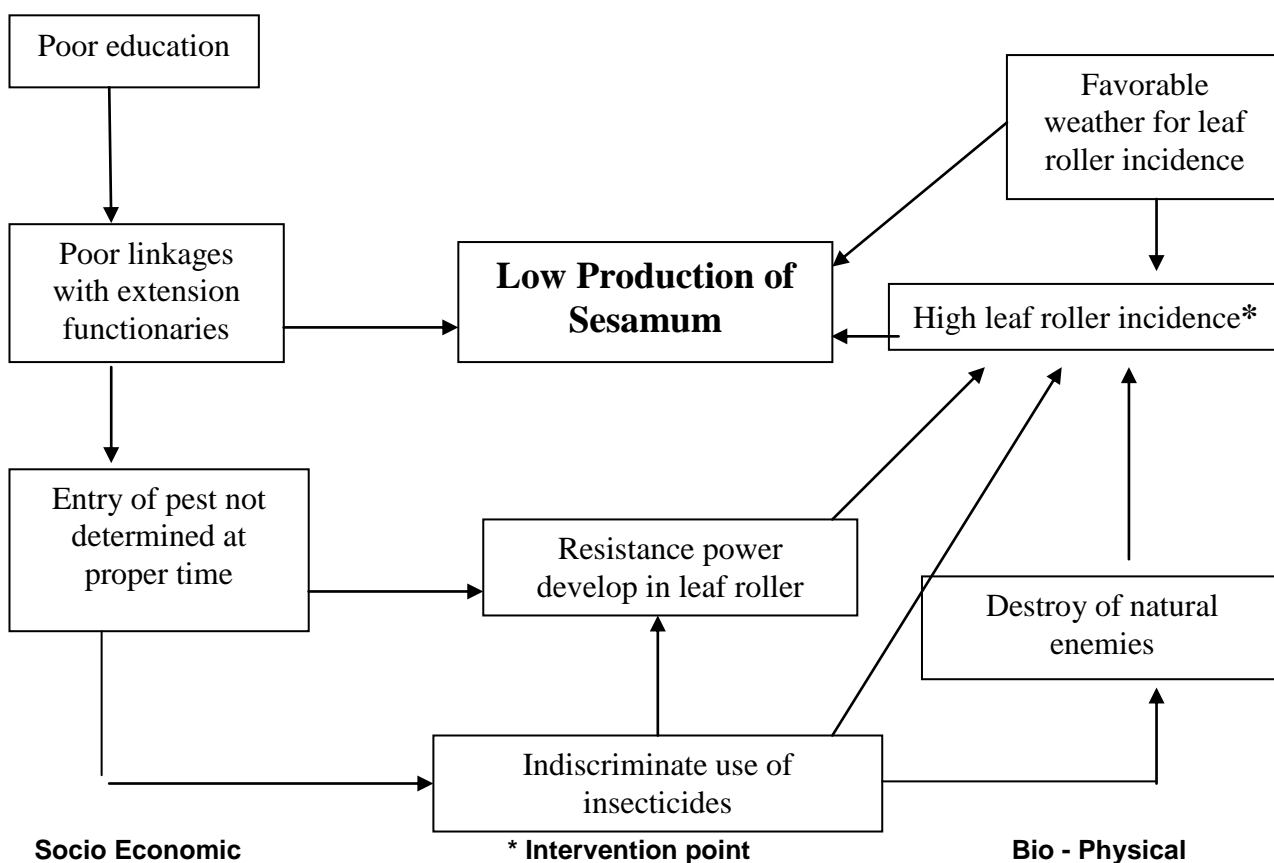 Poor education
Favorable
weather for leaf
roller incidence
Poor linkages
with extension
functionaries
Low Production of
Sesamum
High leaf roller incidence*
Entry of pest not
determined at
proper time
Resistance power
develop in leaf roller
Destroy of natural
enemies
Indiscriminate use of
insecticides
Socio Economic
* Intervention point
Bio - Physical